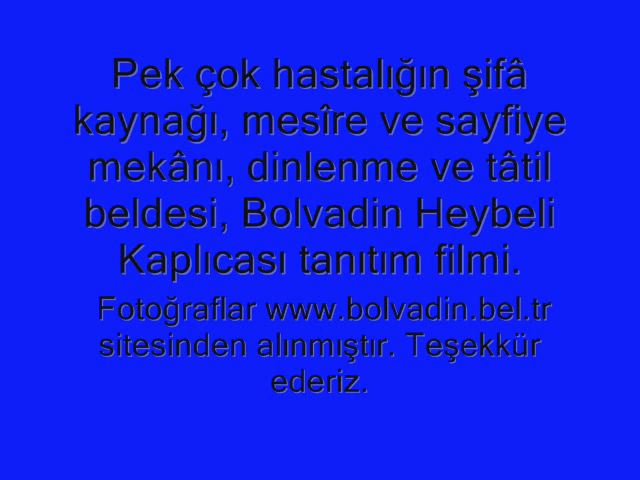 Pek çok hastalığın şifâ
kaynağı, mesîre ve sayfiye
mekânı, dinlenme ve tâtil
beldesi, Bolvadin Heybeli
Kaplıcası tanıtım filmi.
Fotoğraflar www.bolvadin.bel.tr
sitesinden alınmıştır. Teşekkür
ederiz.